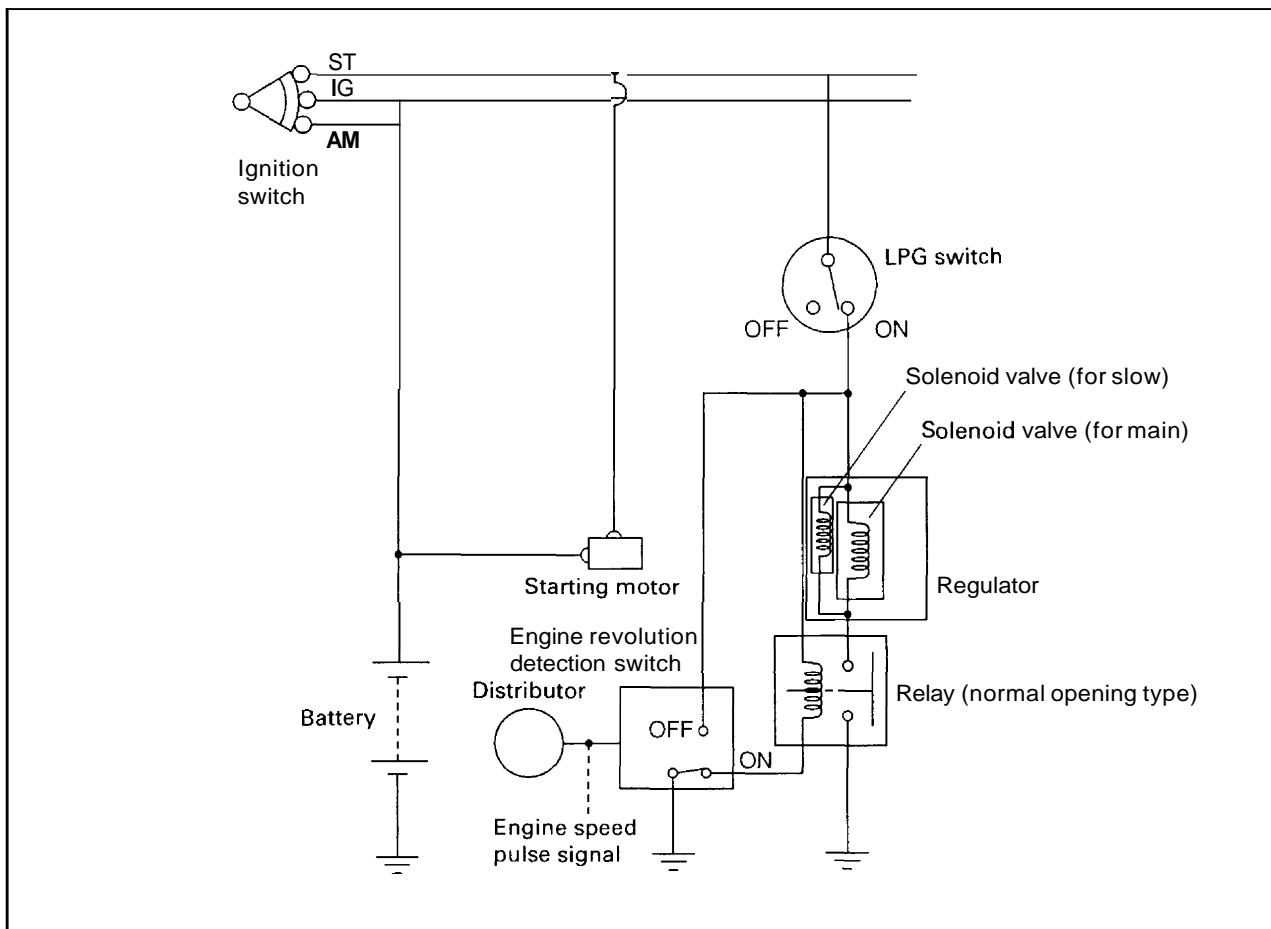 ST
IG
AM
Ignition
switch
LPG switch
OFF
ON
Solenoid valve (for slow)
Solenoid valve (for main)
Regulator
Starting motor
Engine revolution
detection switch
Distributor
Relay (normal opening type)
Battery
OFF
ON
Engine speed
pulse signal